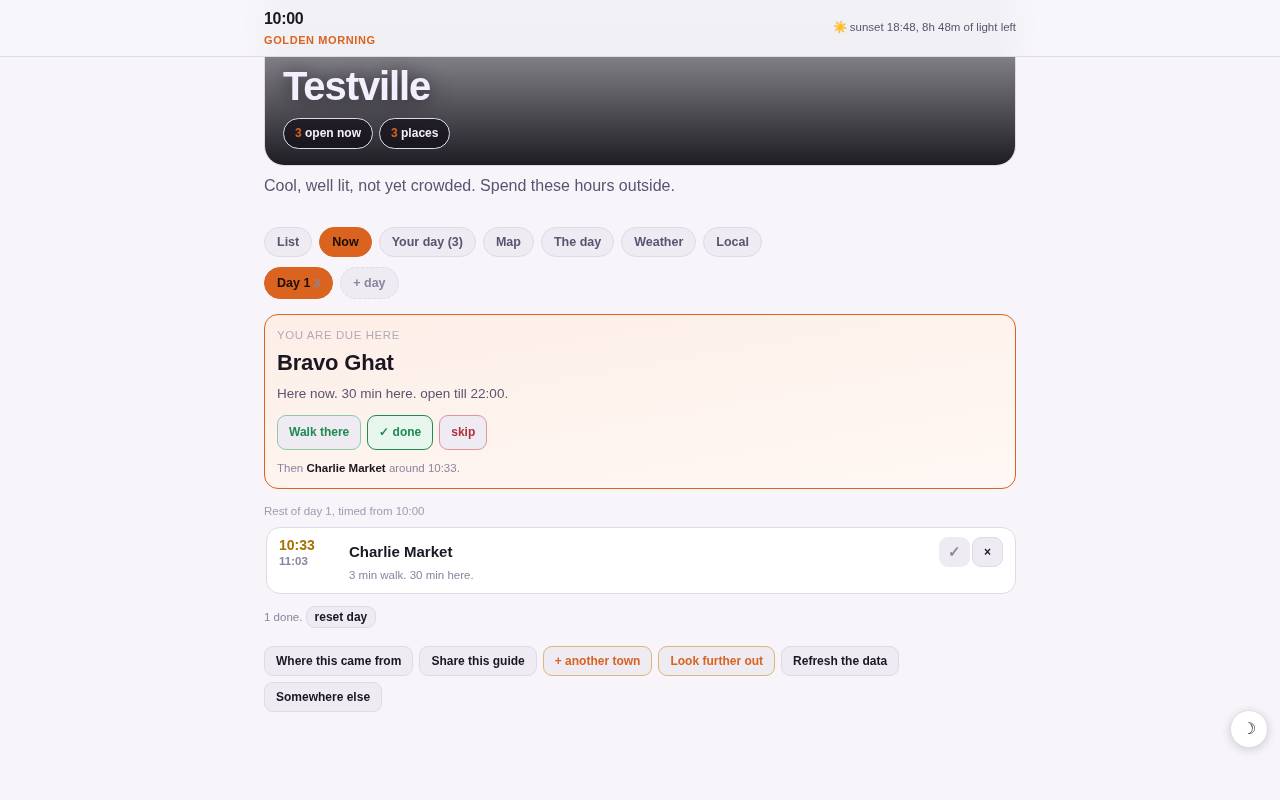 10:00
GOLDEN MORNING
☀️ sunset 18:48, 8h 48m of light left
Testville
3 open now 3 places
Cool, well lit, not yet crowded. Spend these hours outside.
List Now Your day (3) Map The day Weather Local
Day 1 × + day
YOU ARE DUE HERE
Bravo Ghat
Here now. 30 min here. open till 22:00.
Walk there ✓ done skip
Then Charlie Market around 10:33.
Rest of day 1, timed from 10:00
10:33 Charlie Market ✓ ×
11:03 3 min walk. 30 min here.
1 done. reset day
Where this came from Share this guide + another town Look further out Refresh the data
Somewhere else